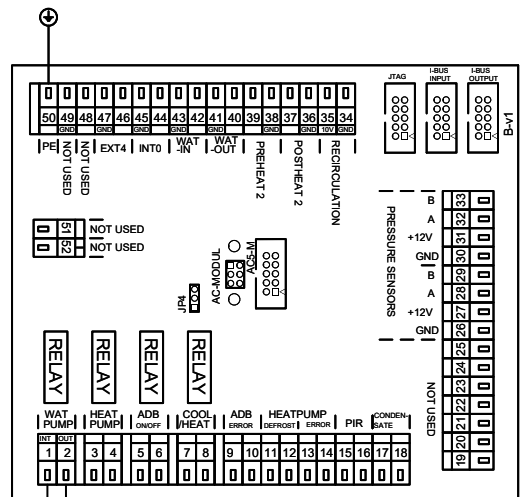 JTAG
I-BUS
INPUT
I-BUS
OUTPUT
B-v1
50 49 48 47 46 45 44 43 42 41 40 39 38 37 36 35 34
GND GND GND GND GND GND GND 10V GND
PE
NOT USED
NOT USED
EXT4
INT0
WAT
-IN
WAT
-OUT
PREHEAT 2
POSTHEAT 2
RECIRCULATION
51 NOT USED
52 NOT USED
AC-MODUL
AC5-M
JP4
PRESSURE SENSORS
B 33
A 32
+12V 31
GND 30
B 29
A 28
+12V 27
GND 26
25
24
23
22
21
20
19
NOT USED
RELAY RELAY RELAY RELAY
WAT
PUMP
HEAT
PUMP
ADB
ON/OFF
COOL
/HEAT
ADB
ERROR
HEATPUMP
DEFROST ERROR
PIR
CONDEN-
SATE
INT OUT
1 2 3 4 5 6 7 8 9 10 11 12 13 14 15 16 17 18